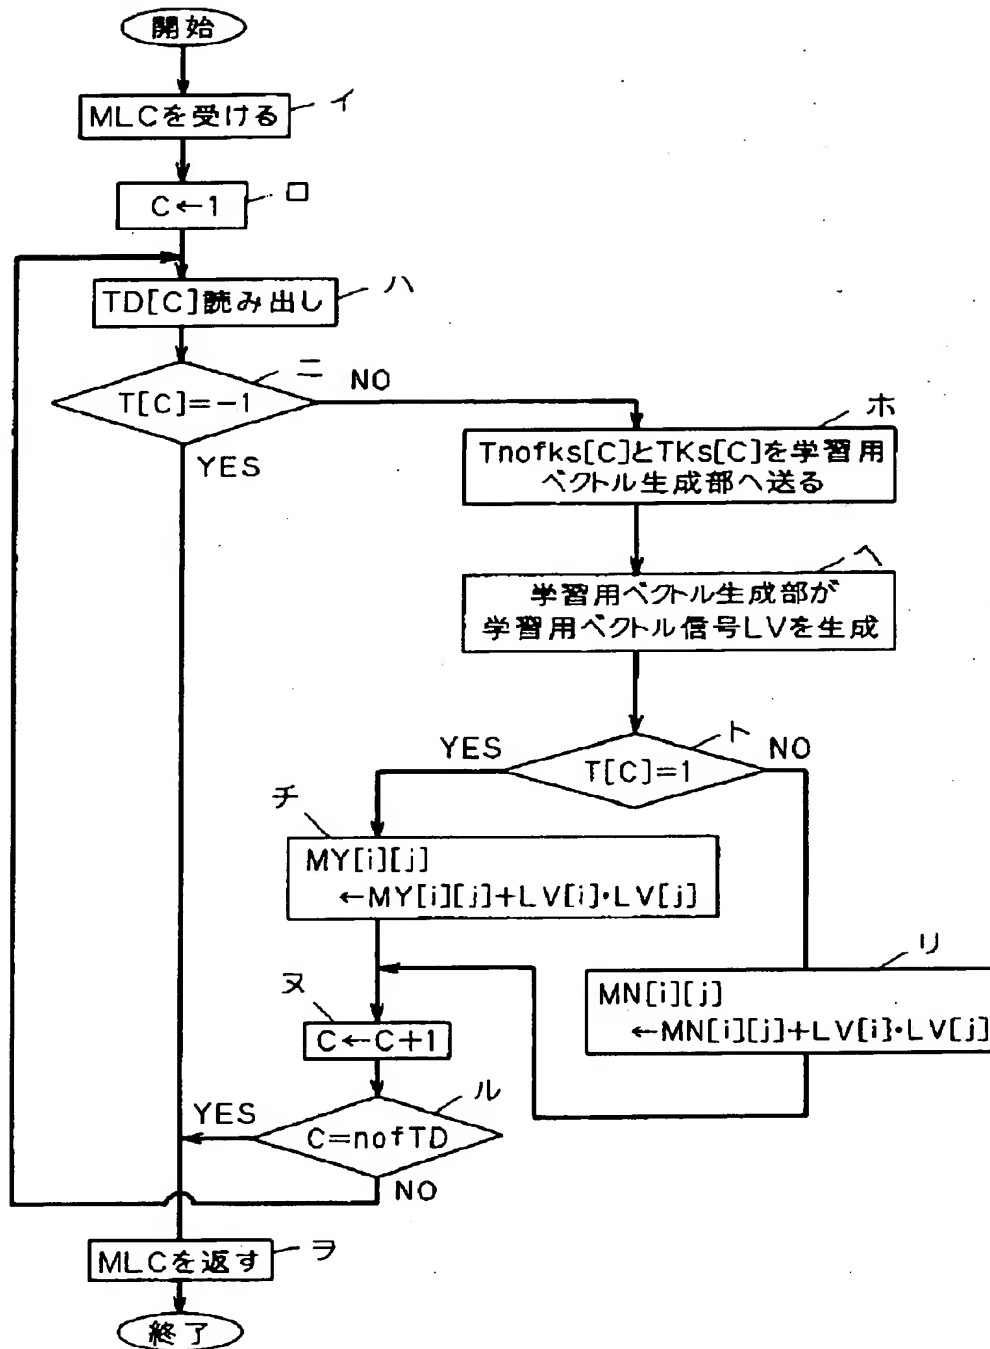 開始
MLCを受ける
イ
C←1
ロ
TD[C]読み出し
ハ
T[C]=-1
ニ
NO
YES
Tnofks[C]とTKs[C]を学習用
ベクトル生成部へ送る
ホ
学習用ベクトル生成部が
学習用ベクトル信号LVを生成
ヘ
T[C]=1
ト
YES
NO
チ
MY[i][j]
←MY[i][j]+LV[i]・LV[j]
リ
MN[i][j]
←MN[i][j]+LV[i]・LV[j]
ヌ
C←C+1
ル
C=nofTD
YES
NO
MLCを返す
ヲ
終了